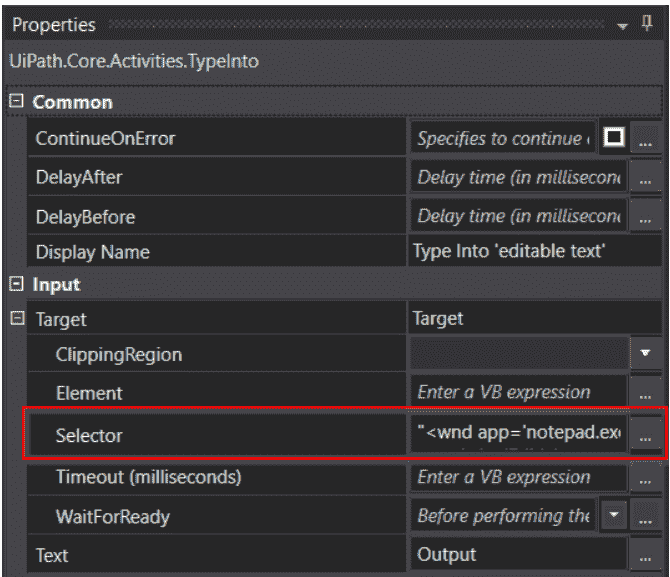 Properties
UiPath.Core.Activities.TypeInto
Common
ContinueOnError Specifies to continue ...
DelayAfter Delay time (in milliseconds ...
DelayBefore Delay time (in milliseconds ...
Display Name Type Into 'editable text'
Input
Target Target
ClippingRegion
Element Enter a VB expression ...
Selector "<wnd app='notepad.exe ...
Timeout (milliseconds) Enter a VB expression ...
WaitForReady Before performing the ...
Text Output ...